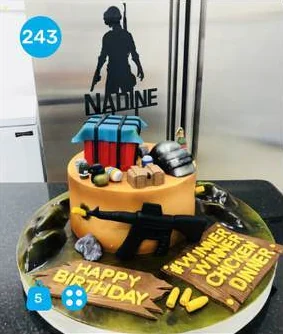 243
NADINE
#WINNER
WINNER
CHICKEN
DINNER
HAPPY
BIRTHDAY
5